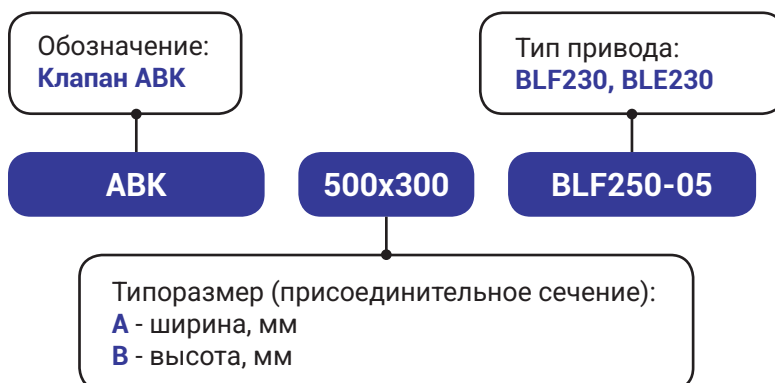 Обозначение:
Клапан АВК
Тип привода:
BLF230, BLE230
АВК
500x300
BLF250-05
Типоразмер (присоединительное сечение):
А - ширина, мм
В - высота, мм